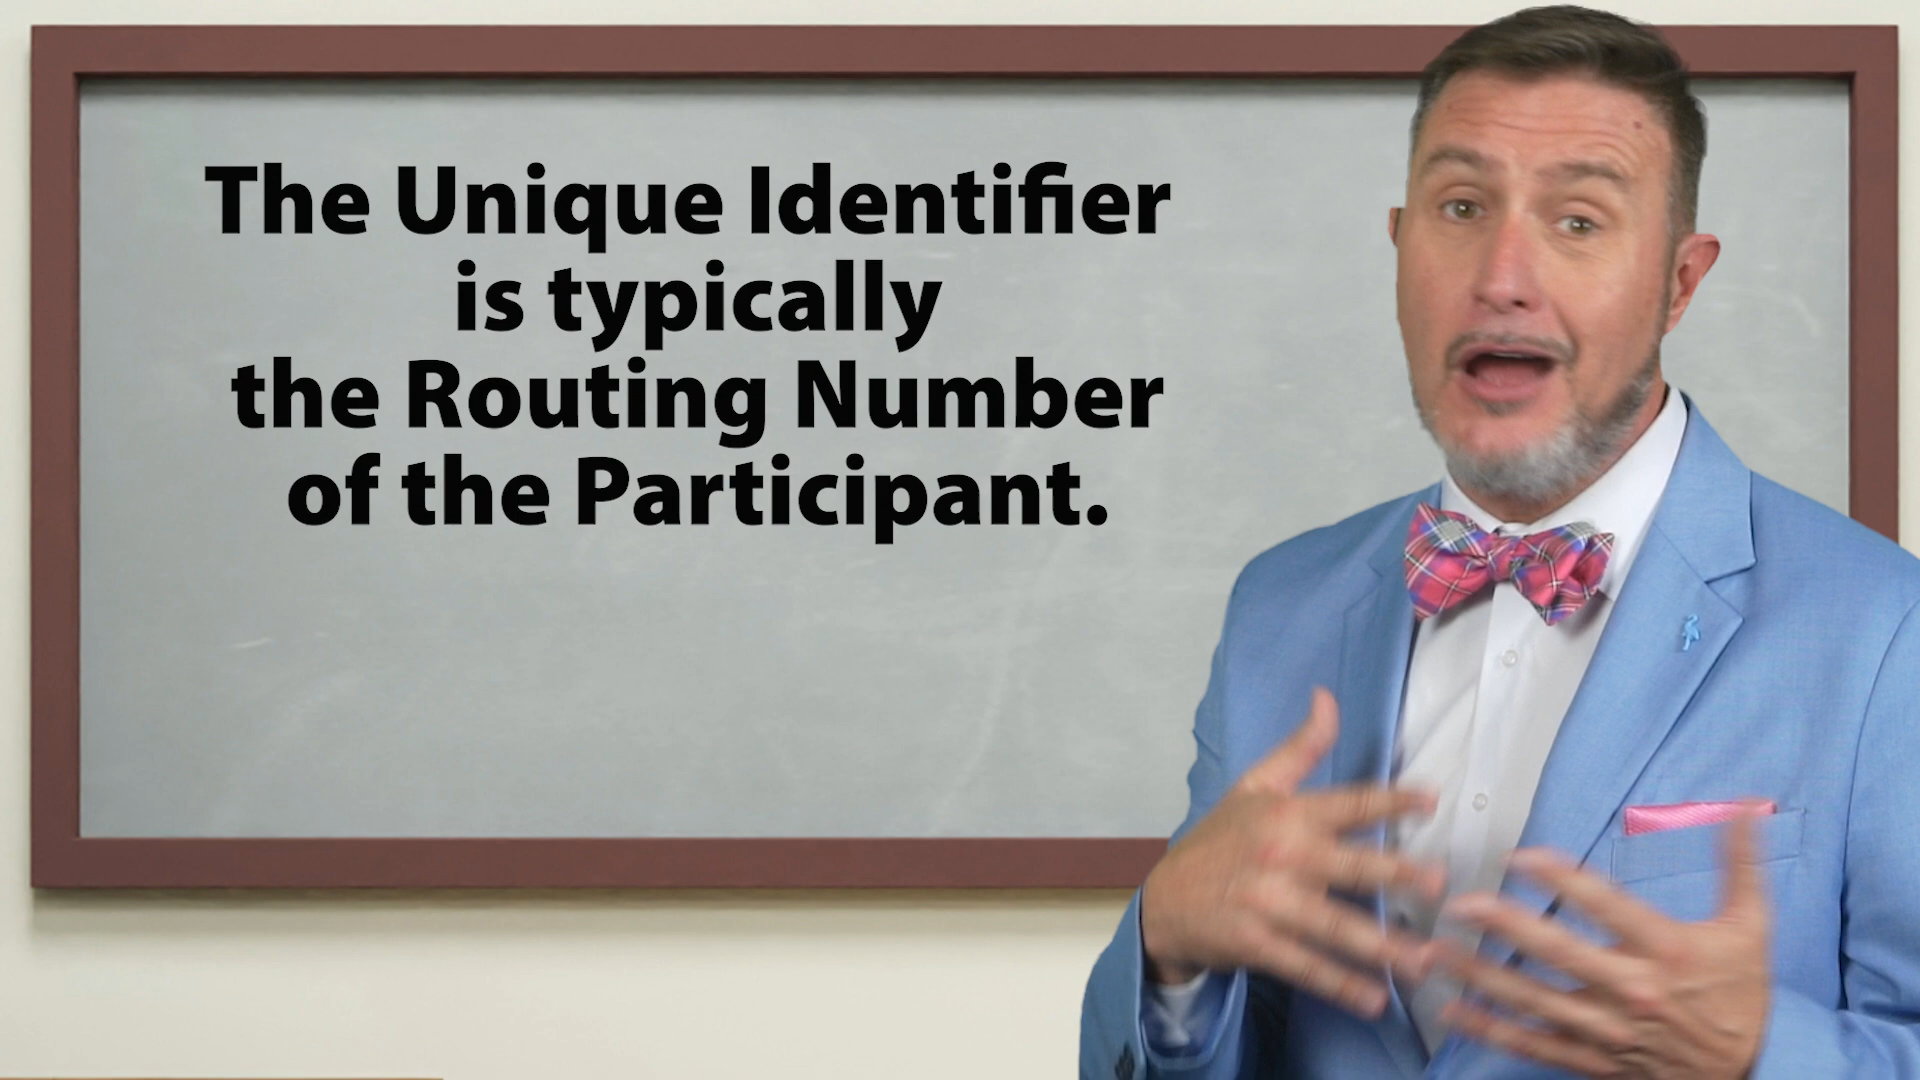 The Unique Identifier
is typically
the Routing Number
of the Participant.